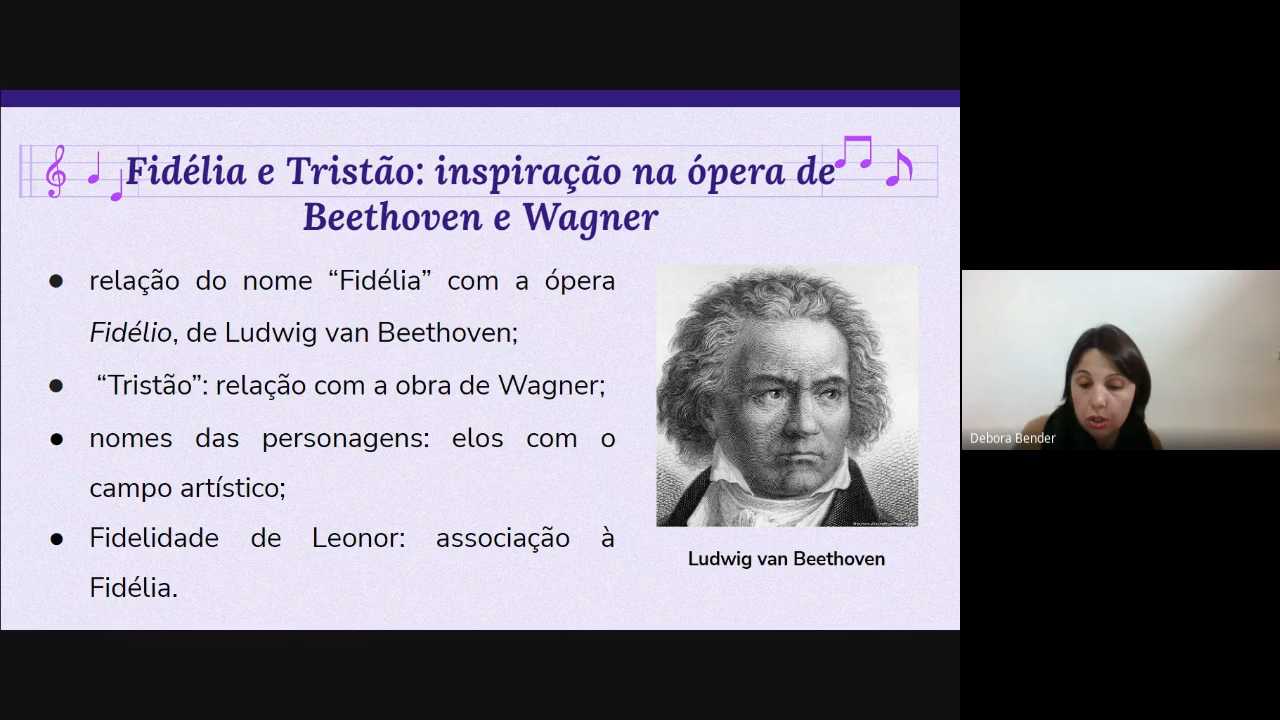 Fidélia e Tristão: inspiração na ópera de
Beethoven e Wagner
● relação do nome “Fidélia” com a ópera
Fidélio, de Ludwig van Beethoven;
● “Tristão”: relação com a obra de Wagner;
● nomes das personagens: elos com o
campo artístico;
● Fidelidade de Leonor: associação à
Fidélia.
Ludwig van Beethoven
Debora Bender